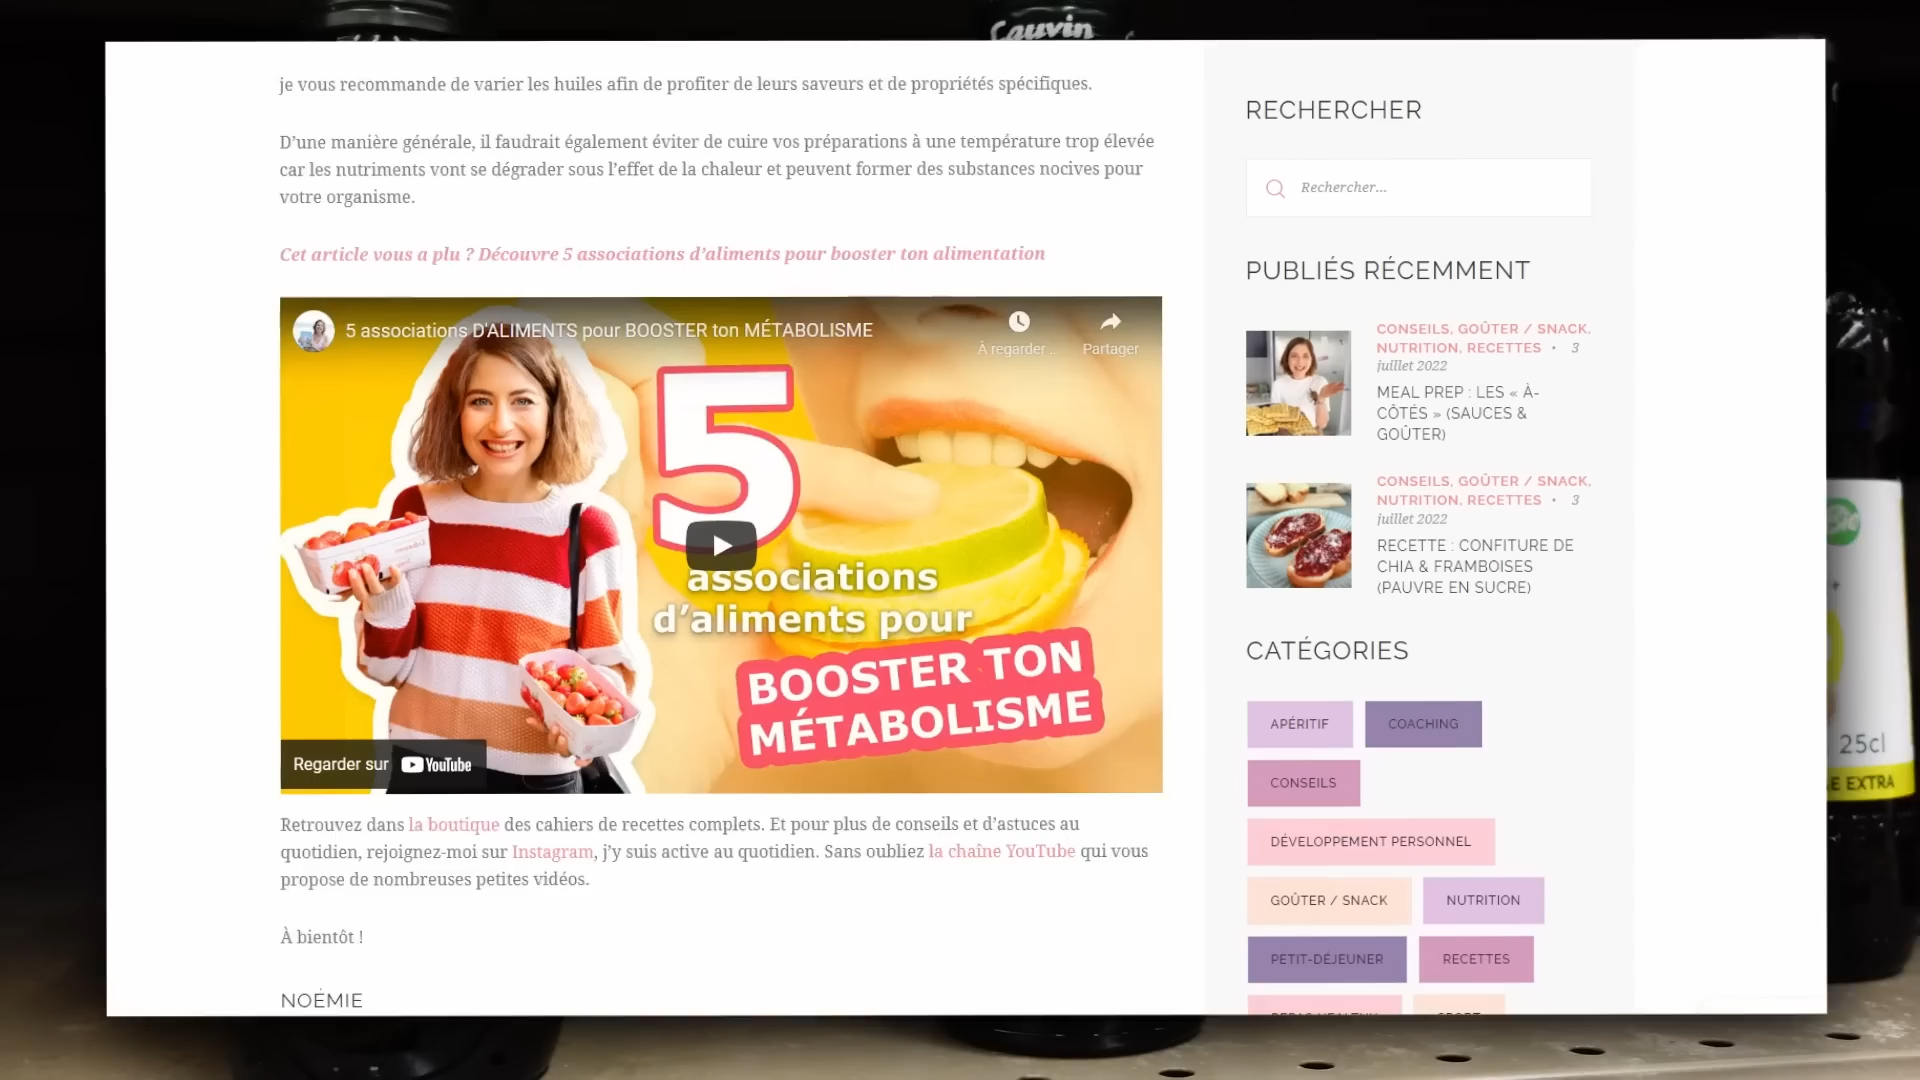 Cauvin
je vous recommande de varier les huiles afin de profiter de leurs saveurs et de propriétés spécifiques.
D’une manière générale, il faudrait également éviter de cuire vos préparations à une température trop élevée
car les nutriments vont se dégrader sous l’effet de la chaleur et peuvent former des substances nocives pour
votre organisme.
Cet article vous a plu ? Découvre 5 associations d’aliments pour booster ton alimentation
5 associations D'ALIMENTS pour BOOSTER ton MÉTABOLISME
À regarder ...
Partager
5
associations
d’aliments pour
BOOSTER TON
MÉTABOLISME
Regarder sur YouTube
Retrouvez dans la boutique des cahiers de recettes complets. Et pour plus de conseils et d’astuces au
quotidien, rejoignez-moi sur Instagram, j’y suis active au quotidien. Sans oubliez la chaîne YouTube qui vous
propose de nombreuses petites vidéos.
À bientôt !
NOÉMIE
RECHERCHER
Rechercher...
PUBLIÉS RÉCEMMENT
CONSEILS, GOÛTER / SNACK,
NUTRITION, RECETTES • 3
juillet 2022
MEAL PREP : LES « À-
CÔTÉS » (SAUCES &
GOÛTER)
CONSEILS, GOÛTER / SNACK,
NUTRITION, RECETTES • 3
juillet 2022
RECETTE : CONFITURE DE
CHIA & FRAMBOISES
(PAUVRE EN SUCRE)
CATÉGORIES
APÉRITIF
COACHING
CONSEILS
DÉVELOPPEMENT PERSONNEL
GOÛTER / SNACK
NUTRITION
PETIT-DÉJEUNER
RECETTES
SPORT
25cl
EXTRA